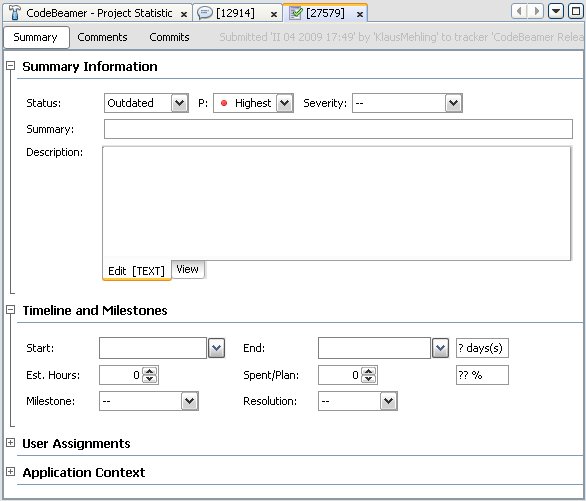 CodeBeamer - Project Statistic [12914] [27579]
Summary Comments Commits Submitted 'II 04 2009 17:49' by 'KlausMehling' to tracker 'CodeBeamer Relea
Summary Information
Status: Outdated P: Highest Severity: --
Summary:
Description:
Edit [TEXT] View
Timeline and Milestones
Start: End: ? days(s)
Est. Hours: 0 Spent/Plan: 0 ?? %
Milestone: -- Resolution: --
User Assignments
Application Context